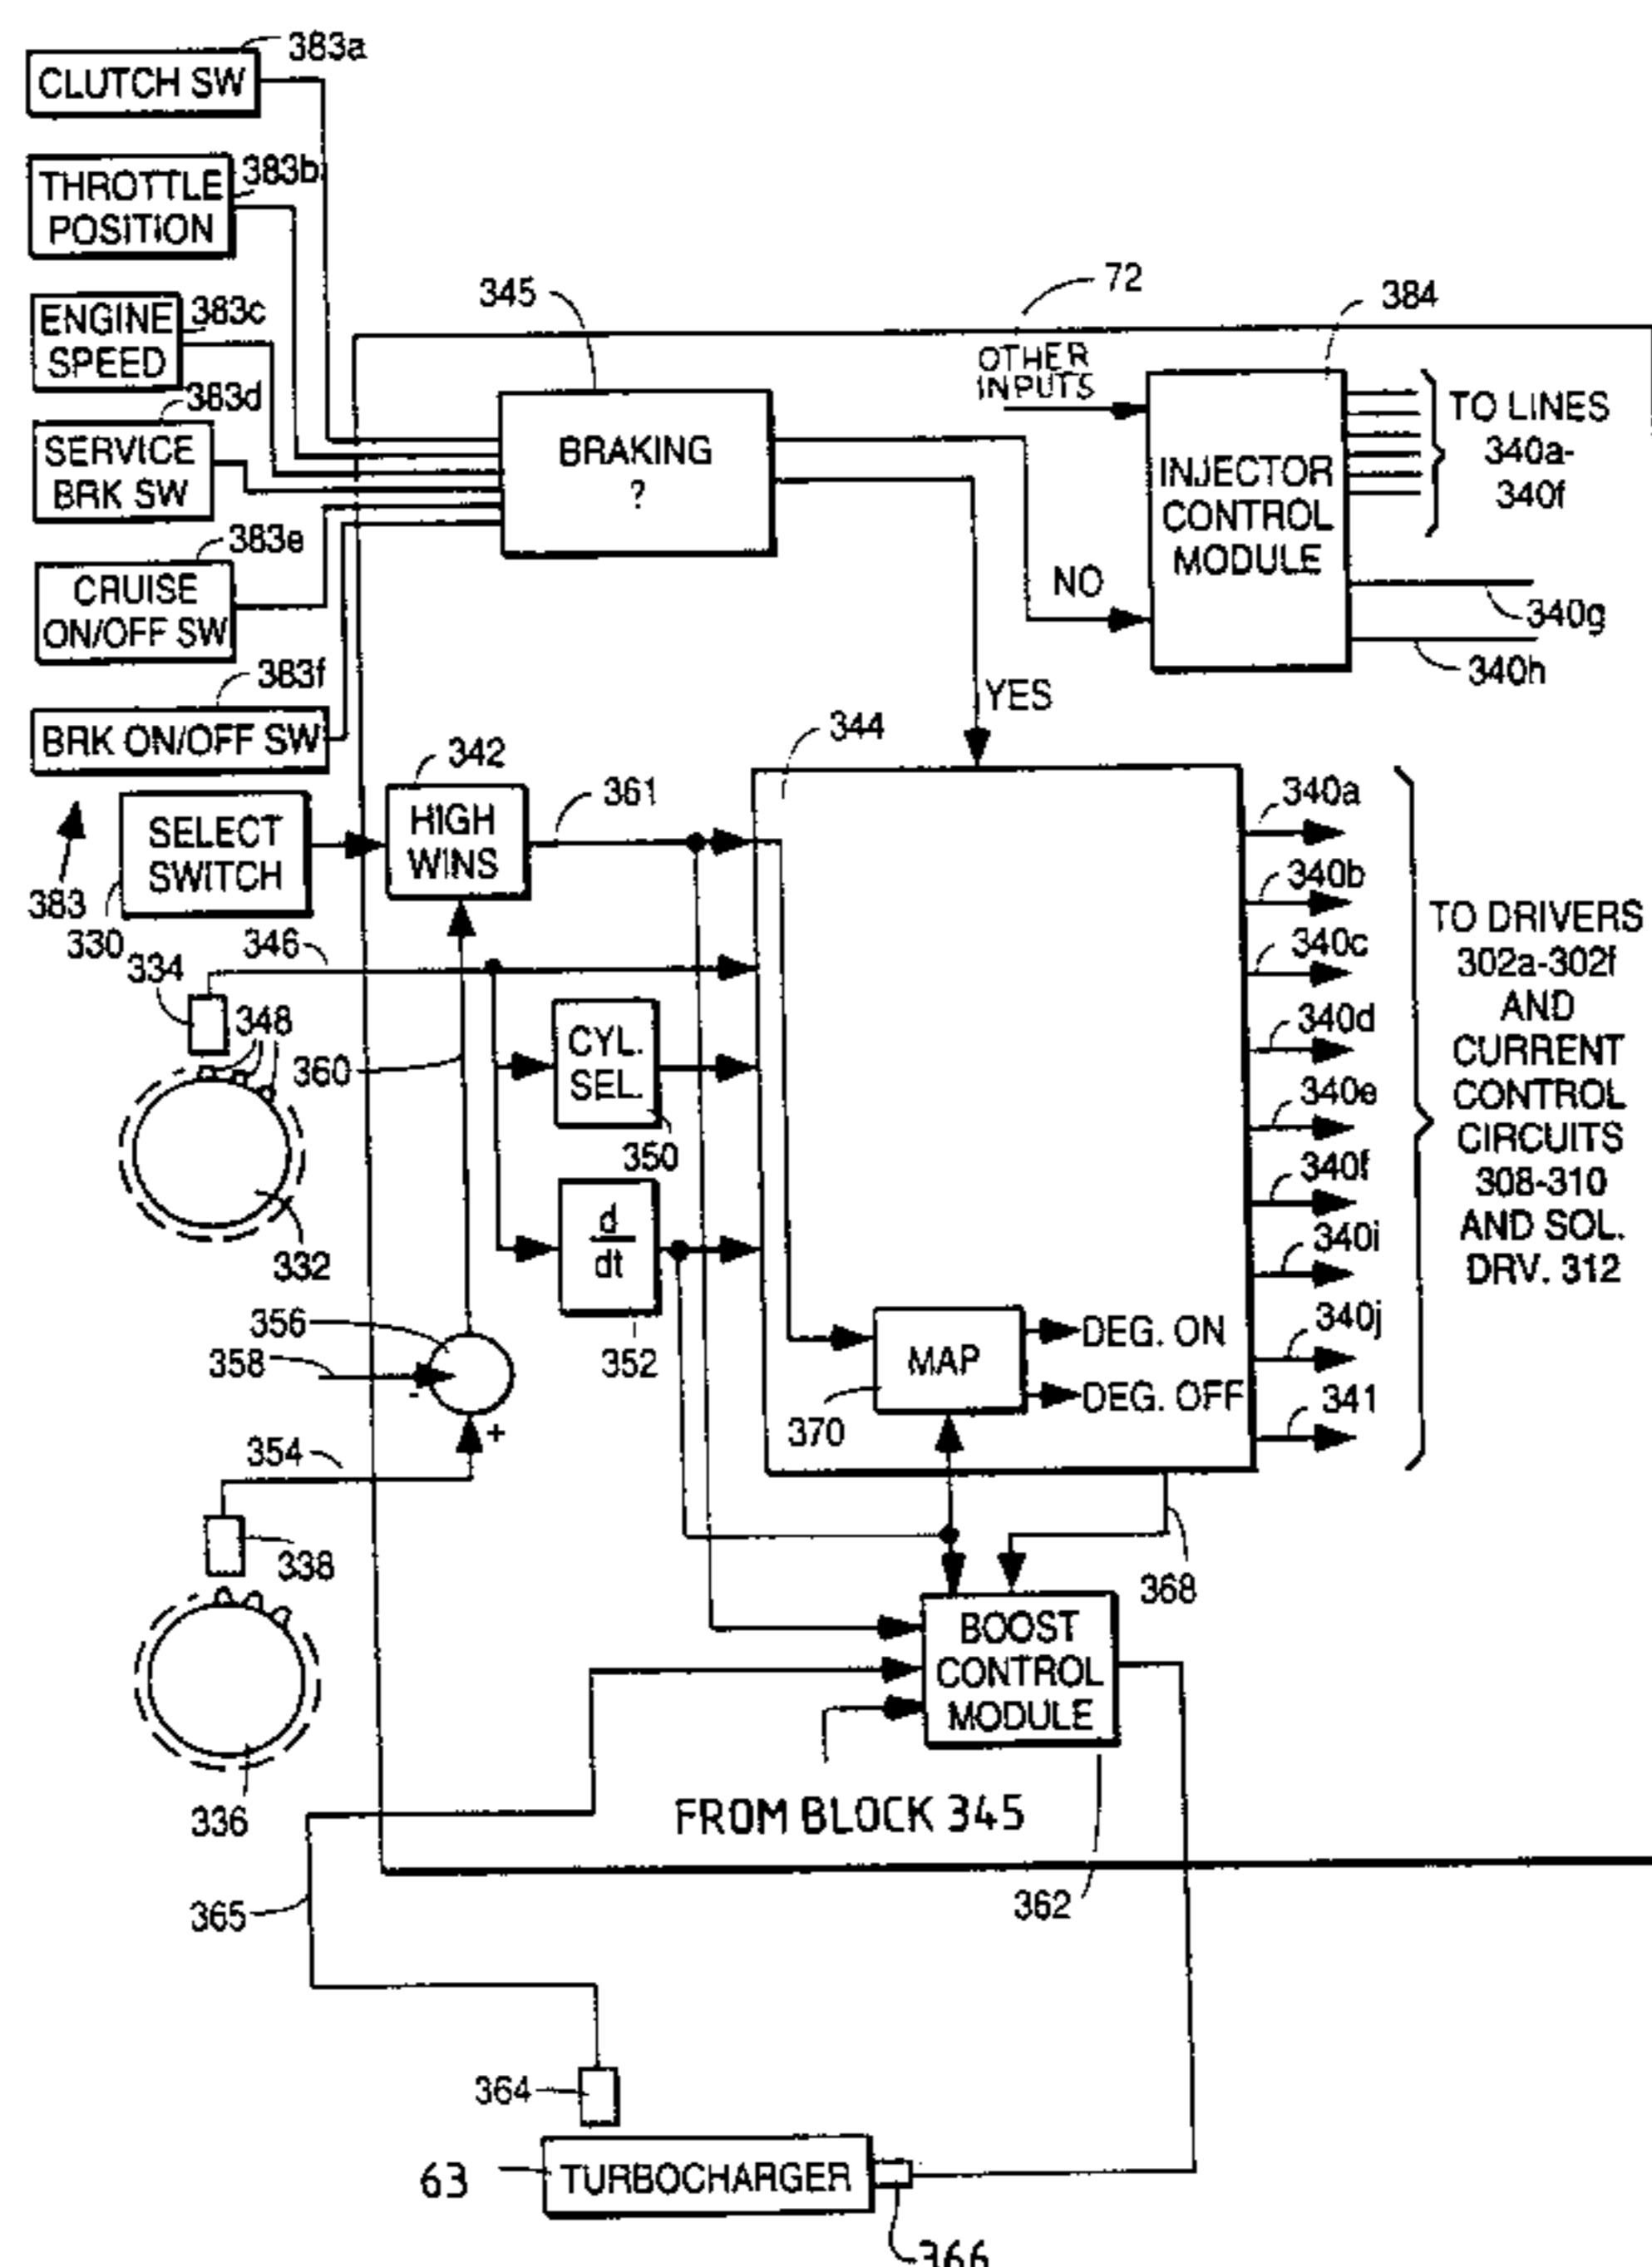 383a
CLUTCH SW
383b
THROTTLE
POSITION
383c
ENGINE
SPEED
383d
SERVICE
BRK SW
383e
CRUISE
ON/OFF SW
383f
BRK ON/OFF SW
383
345
BRAKING
?
72
384
OTHER
INPUTS
INJECTOR
CONTROL
MODULE
TO LINES
340a-
340f
340g
340h
NO
YES
SELECT
SWITCH
330
342
HIGH
WINS
361
344
346
334
348
332
360
CYL.
SEL.
350
d
dt
352
356
358
-
+
354
338
336
MAP
370
DEG. ON
DEG. OFF
340a
340b
340c
340d
340e
340f
340i
340j
341
TO DRIVERS
302a-302f
AND
CURRENT
CONTROL
CIRCUITS
308-310
AND SOL.
DRV. 312
368
BOOST
CONTROL
MODULE
FROM BLOCK 345
362
365
364
63
TURBOCHARGER
366